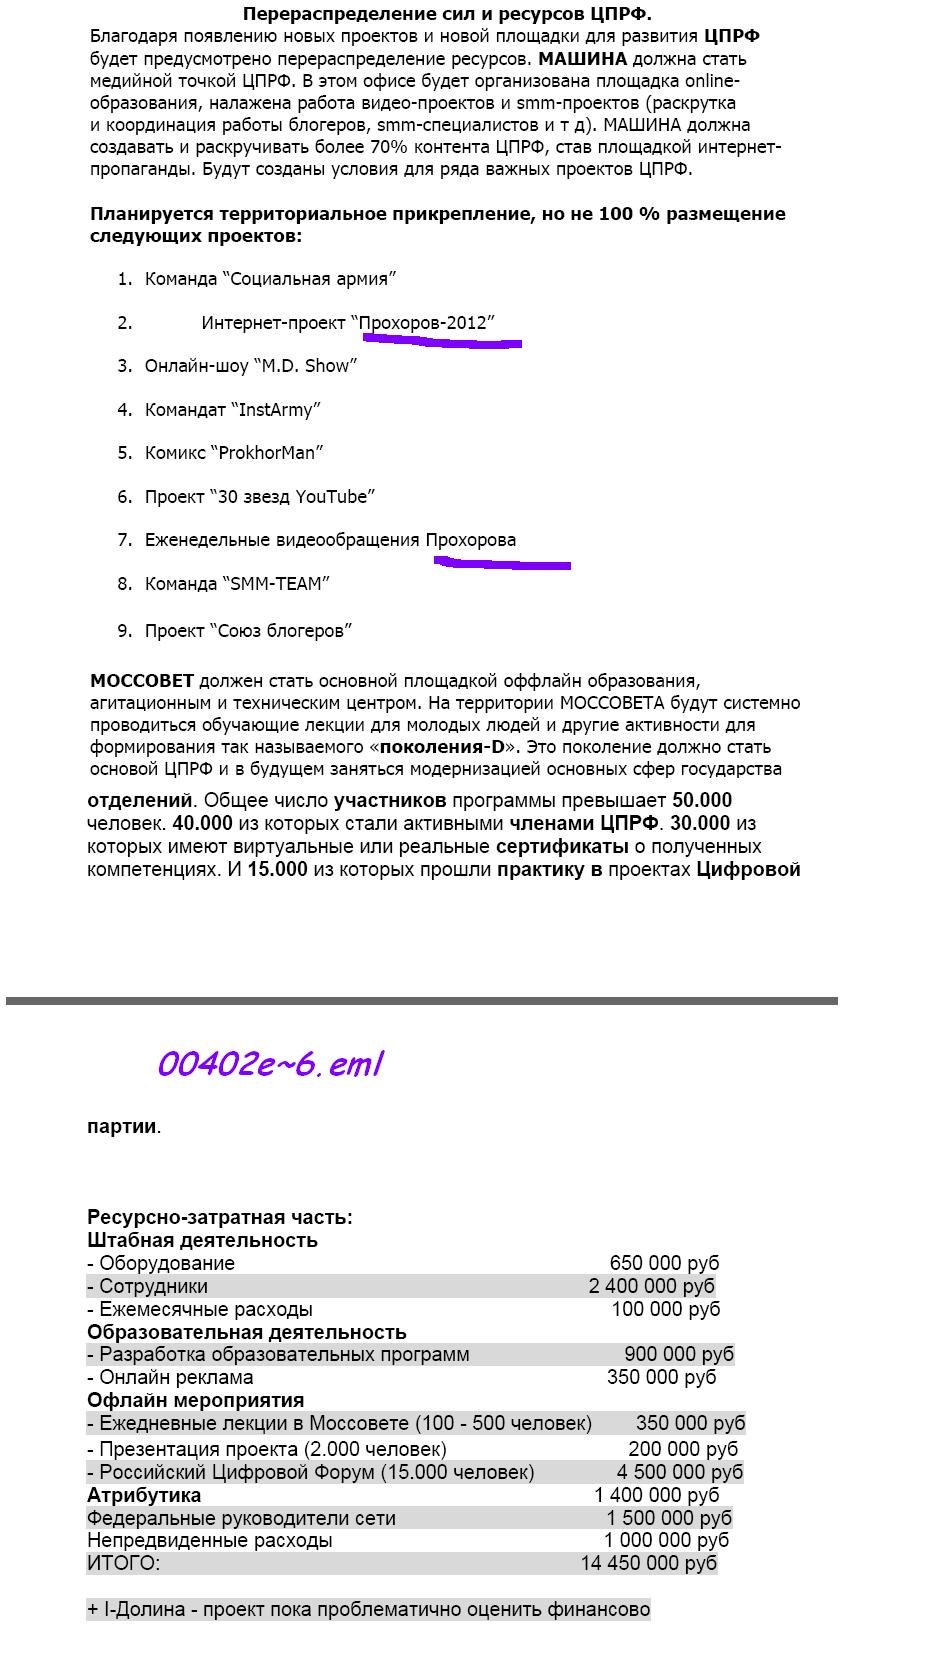 Перераспределение сил и ресурсов ЦПРФ.
Благодаря появлению новых проектов и новой площадки для развития ЦПРФ
будет предусмотрено перераспределение ресурсов. МАШИНА должна стать
медийной точкой ЦПРФ. В этом офисе будет организована площадка online-
образования, налажена работа видео-проектов и smm-проектов (раскрутка
и координация работы блогеров, smm-специалистов и т д). МАШИНА должна
создавать и раскручивать более 70% контента ЦПРФ, став площадкой интернет-
пропаганды. Будут созданы условия для ряда важных проектов ЦПРФ.
Планируется территориальное прикрепление, но не 100 % размещение
следующих проектов:
1. Команда “Социальная армия”
2. Интернет-проект “Прохоров-2012”
3. Онлайн-шоу “M.D. Show”
4. Командат “InstArmy”
5. Комикс “ProkhorMan”
6. Проект “30 звезд YouTube”
7. Еженедельные видеообращения Прохорова
8. Команда “SMM-TEAM”
9. Проект “Союз блогеров”
МОССОВЕТ должен стать основной площадкой оффлайн образования,
агитационным и техническим центром. На территории МОССОВЕТА будут системно
проводиться обучающие лекции для молодых людей и другие активности для
формирования так называемого «поколения-D». Это поколение должно стать
основой ЦПРФ и в будущем заняться модернизацией основных сфер государства
отделений. Общее число участников программы превышает 50.000
человек. 40.000 из которых стали активными членами ЦПРФ. 30.000 из
которых имеют виртуальные или реальные сертификаты о полученных
компетенциях. И 15.000 из которых прошли практику в проектах Цифровой
00402e~6.eml
партии.
Ресурсно-затратная часть:
Штабная деятельность
- Оборудование 650 000 руб
- Сотрудники 2 400 000 руб
- Ежемесячные расходы 100 000 руб
Образовательная деятельность
- Разработка образовательных программ 900 000 руб
- Онлайн реклама 350 000 руб
Офлайн мероприятия
- Ежедневные лекции в Моссовете (100 - 500 человек) 350 000 руб
- Презентация проекта (2.000 человек) 200 000 руб
- Российский Цифровой Форум (15.000 человек) 4 500 000 руб
Атрибутика 1 400 000 руб
Федеральные руководители сети 1 500 000 руб
Непредвиденные расходы 1 000 000 руб
ИТОГО: 14 450 000 руб
+ I-Долина - проект пока проблематично оценить финансово